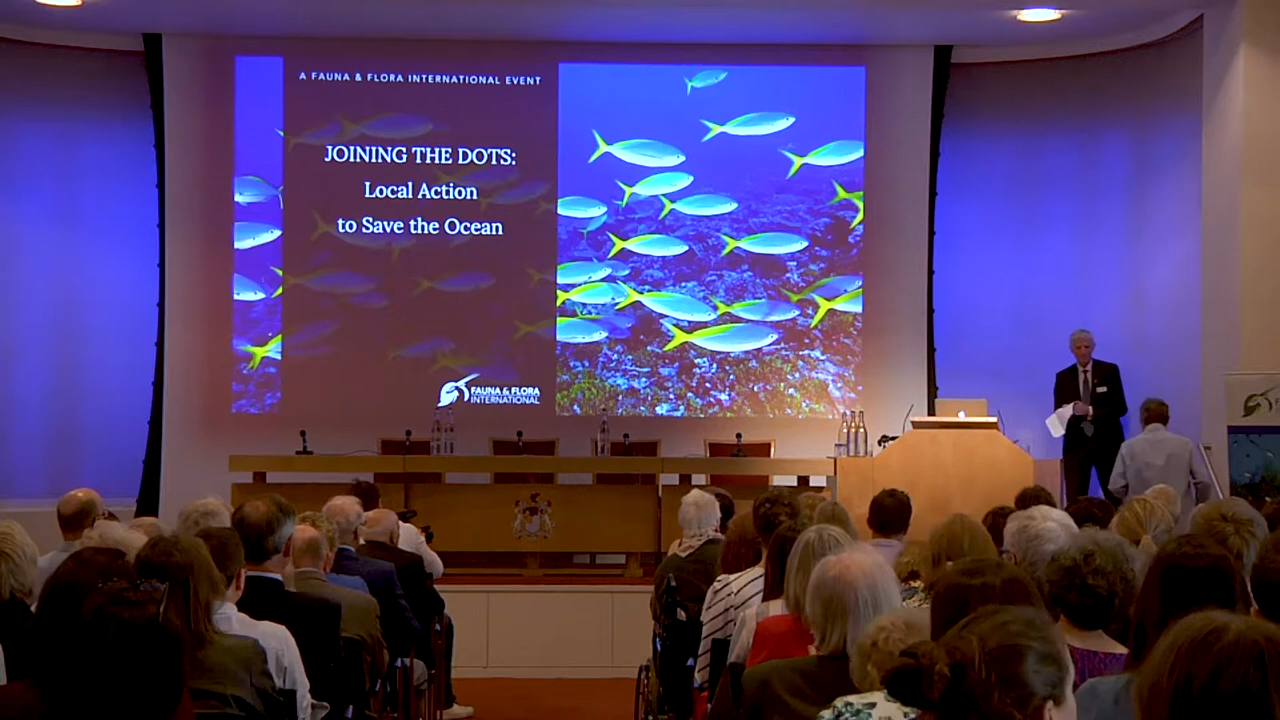 A FAUNA & FLORA INTERNATIONAL EVENT
JOINING THE DOTS:
Local Action
to Save the Ocean
FAUNA & FLORA
INTERNATIONAL